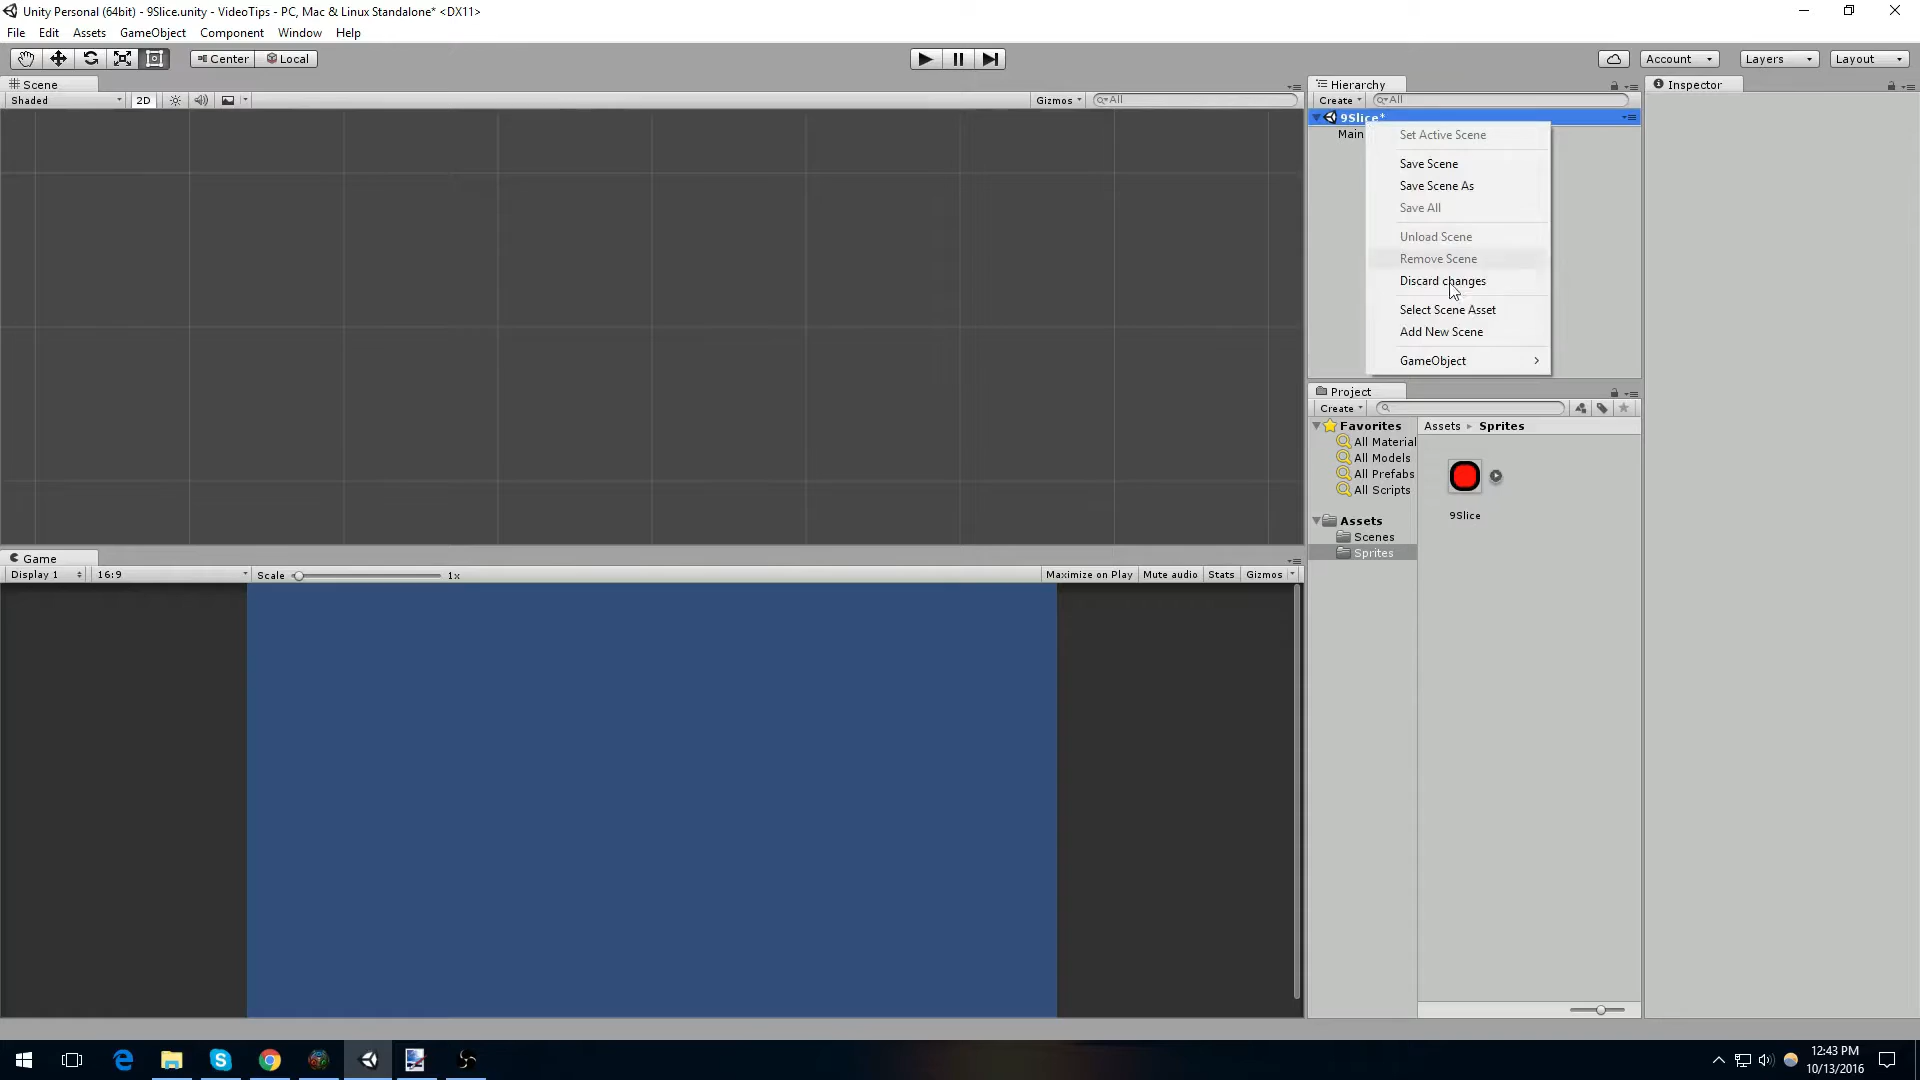 Unity Personal (64bit) - 9Slice.unity - VideoTips - PC, Mac & Linux Standalone* <DX11>
File Edit Assets GameObject Component Window Help
Center Local Account Layers Layout
Scene
Shaded 2D Gizmos All
Hierarchy
Create All
9Slice*
Main
Set Active Scene
Save Scene
Save Scene As
Save All
Unload Scene
Remove Scene
Discard changes
Select Scene Asset
Add New Scene
GameObject
Inspector
Project
Create
Favorites
All Material
All Models
All Prefabs
All Scripts
Assets
Scenes
Sprites
Assets Sprites
9Slice
Game
Display 1 16:9 Scale 1x Maximize on Play Mute audio Stats Gizmos
12:43 PM
10/13/2016